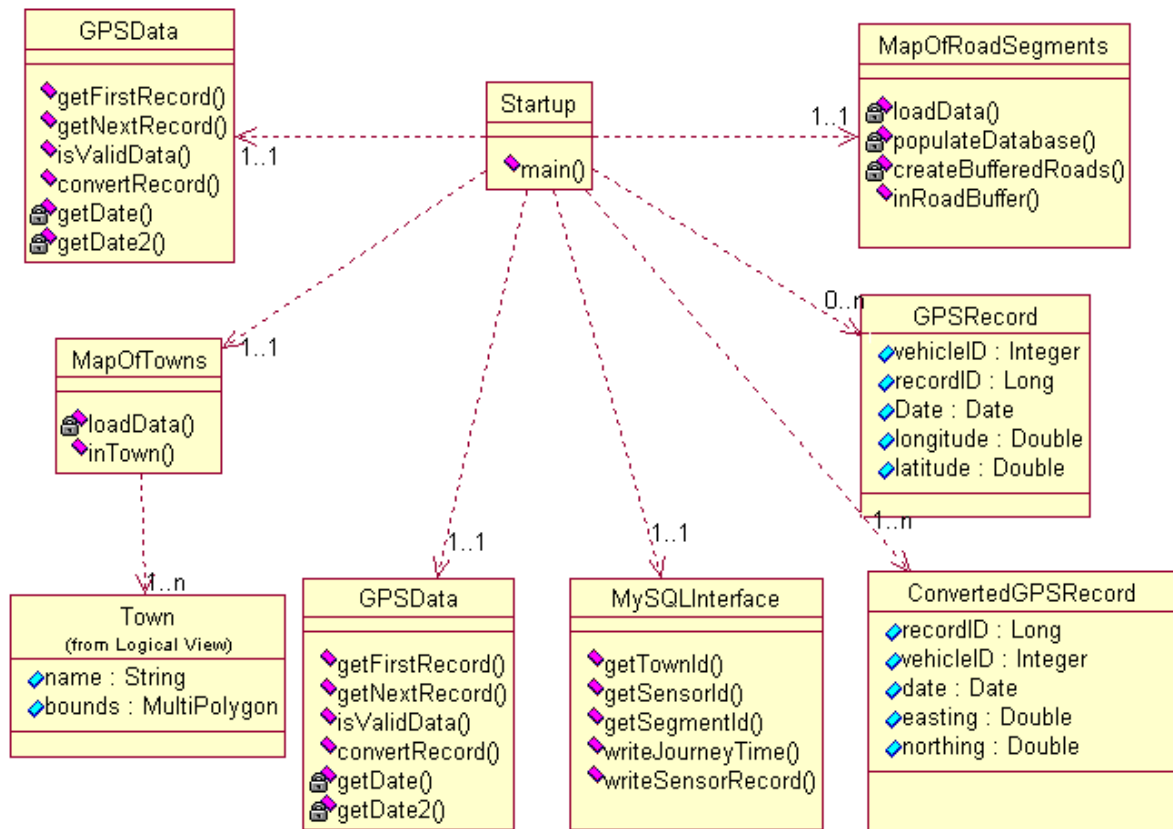 GPSData
getFirstRecord()
getNextRecord()
isValidData()
convertRecord()
getDate()
getDate2()
1..1
Startup
main()
1..1
MapOfRoadSegments
loadData()
populateDatabase()
createBufferedRoads()
inRoadBuffer()
0..n
GPSRecord
vehicleID : Integer
recordID : Long
Date : Date
longitude : Double
latitude : Double
1..1
MapOfTowns
loadData()
inTown()
1..n
Town
(from Logical View)
name : String
bounds : MultiPolygon
1..1
GPSData
getFirstRecord()
getNextRecord()
isValidData()
convertRecord()
getDate()
getDate2()
1..1
MySQLInterface
getTownId()
getSensorId()
getSegmentId()
writeJourneyTime()
writeSensorRecord()
1..n
ConvertedGPSRecord
recordID : Long
vehicleID : Integer
date : Date
easting : Double
northing : Double